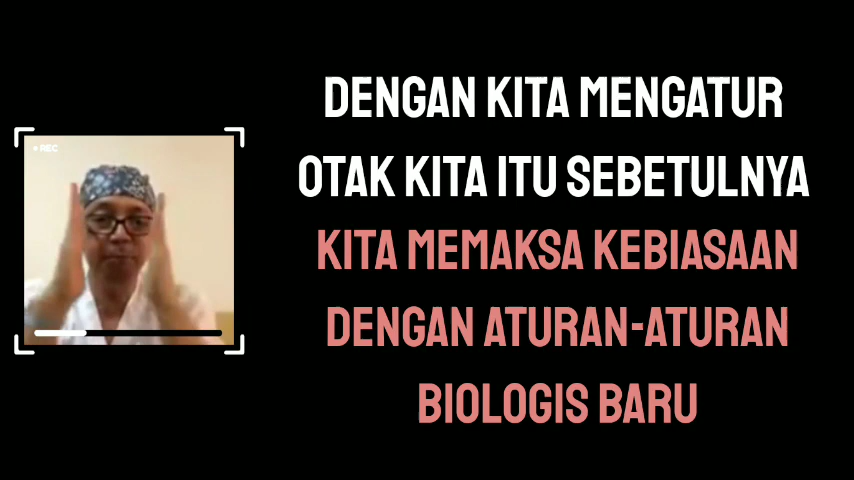 • REC
DENGAN KITA MENGATUR
OTAK KITA ITU SEBETULNYA
KITA MEMAKSA KEBIASAAN
DENGAN ATURAN-ATURAN
BIOLOGIS BARU